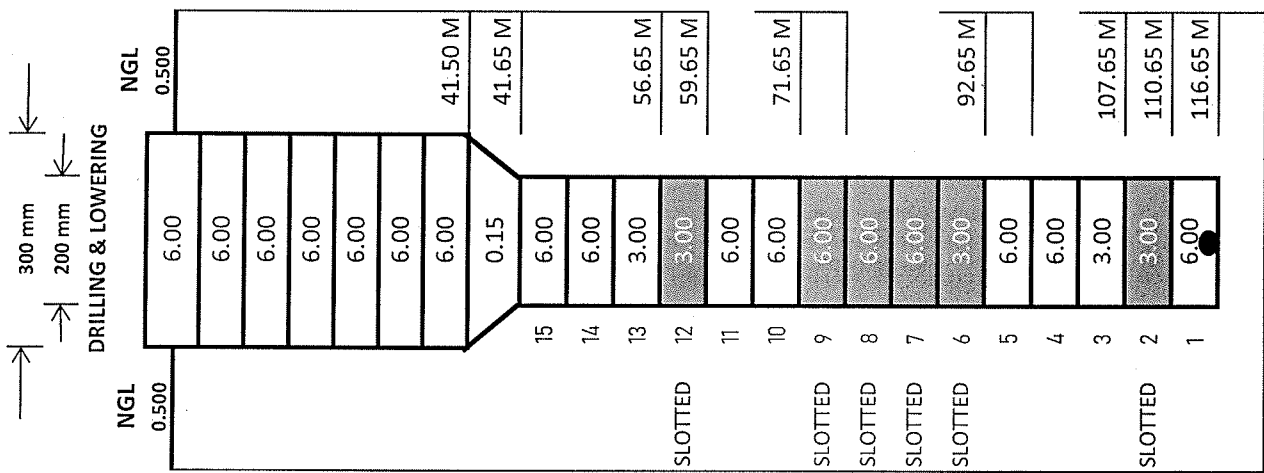 300 mm
200 mm
DRILLING & LOWERING
NGL NGL
0.500 0.500
6.00
6.00
6.00
6.00
6.00
6.00
6.00 41.50 M
0.15 41.65 M
15 6.00
14 6.00
13 3.00 56.65 M
SLOTTED 12 3.00 59.65 M
11 6.00
10 6.00 71.65 M
SLOTTED 9 6.00
SLOTTED 8 6.00
SLOTTED 7 6.00
SLOTTED 6 3.00 92.65 M
5 6.00
4 6.00
3 3.00 107.65 M
SLOTTED 2 3.00 110.65 M
1 6.00 116.65 M